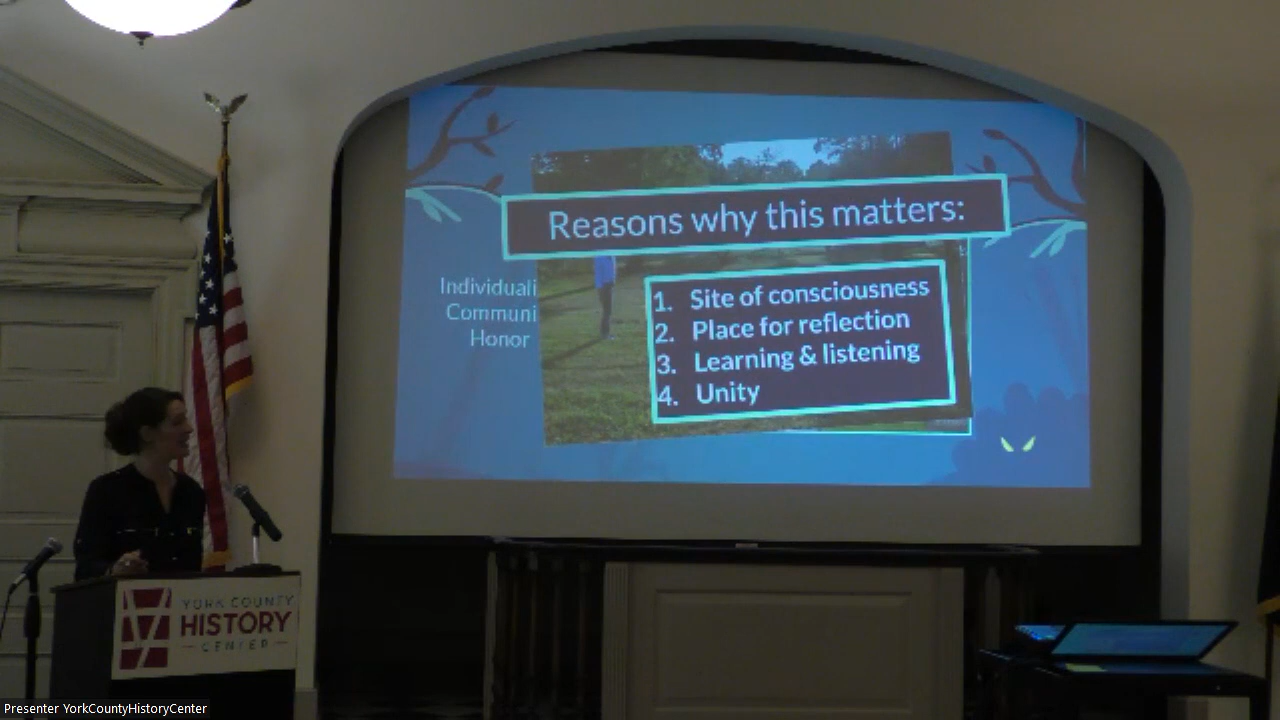 Reasons why this matters:
Individuali
Communi
Honor
1. Site of consciousness
2. Place for reflection
3. Learning & listening
4. Unity
YORK COUNTY
HISTORY
CENTER
Presenter YorkCountyHistoryCenter